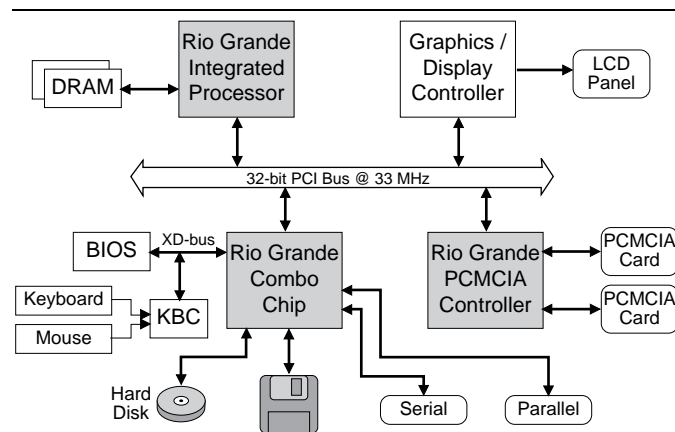 Rio Grande
Integrated
Processor
Graphics /
Display
Controller
LCD
Panel
DRAM
32-bit PCI Bus @ 33 MHz
XD-bus
BIOS
Rio Grande
Combo
Chip
Rio Grande
PCMCIA
Controller
PCMCIA
Card
PCMCIA
Card
Keyboard
Mouse
KBC
Hard
Disk
Serial
Parallel